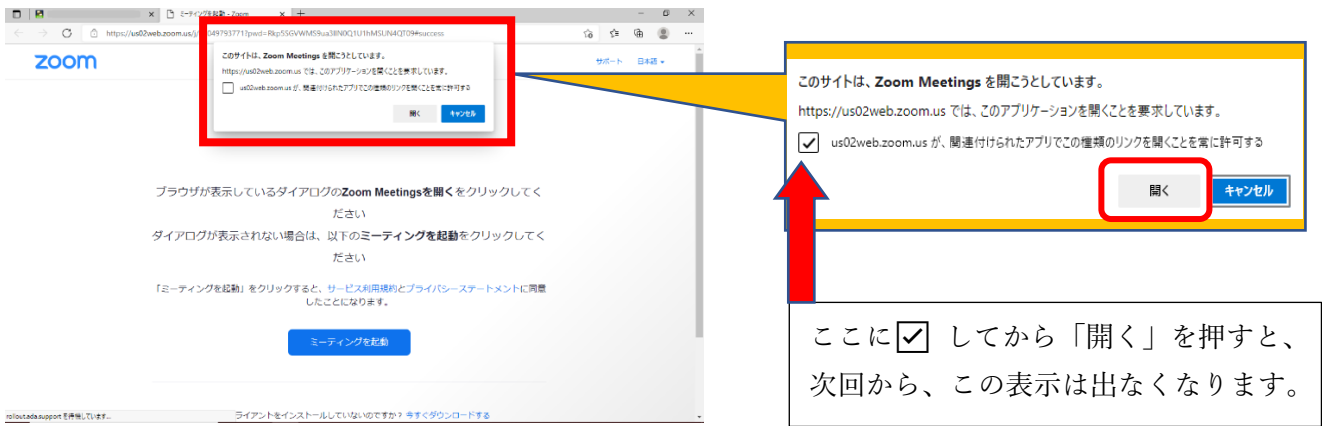 ミーティングを起動 - Zoom
zoom
サポート 日本語
このサイトは、Zoom Meetings を開こうとしています。
https://us02web.zoom.us では、このアプリケーションを開くことを要求しています。
us02web.zoom.us が、関連付けられたアプリでこの種類のリンクを開くことを常に許可する
開く キャンセル
ブラウザが表示しているダイアログのZoom Meetingsを開くをクリックしてく
ださい
ダイアログが表示されない場合は、以下のミーティングを起動をクリックしてく
ださい
「ミーティングを起動」をクリックすると、サービス利用規約とプライバシーステートメントに同意
したことになります。
ミーティングを起動
ライアントをインストールしていないのですか？ 今すぐダウンロードする
rollout.ada.support を待機しています...
このサイトは、Zoom Meetings を開こうとしています。
https://us02web.zoom.us では、このアプリケーションを開くことを要求しています。
us02web.zoom.us が、関連付けられたアプリでこの種類のリンクを開くことを常に許可する
開く キャンセル
ここに☑ してから「開く」を押すと、
次回から、この表示は出なくなります。